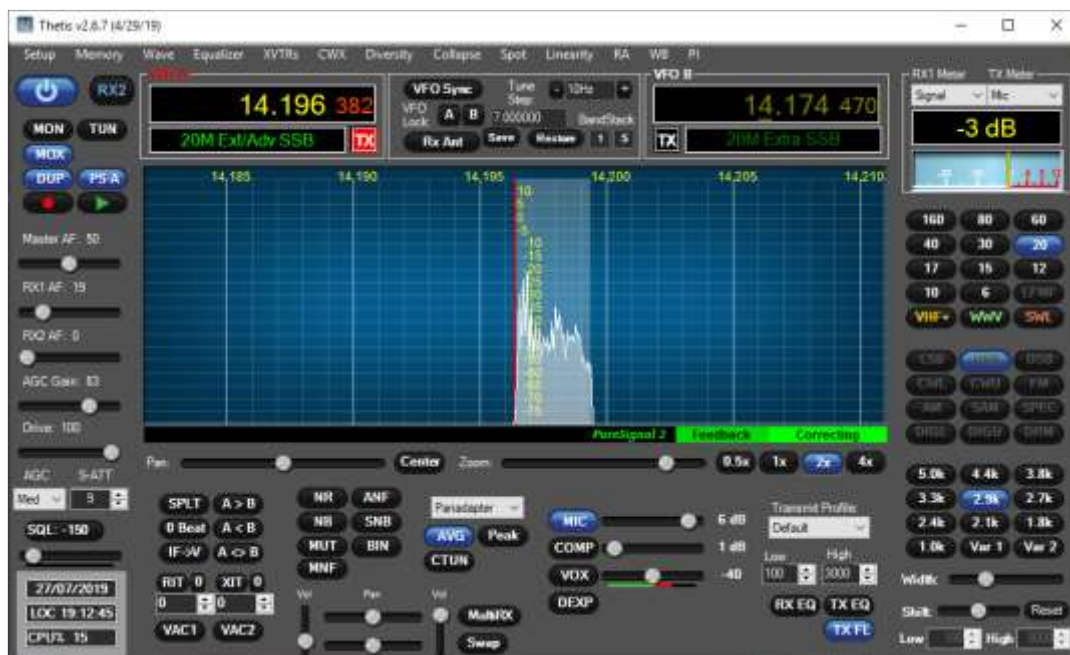 Thetis v2.6.7 (4/29/19)
Setup Memory Wave Equalizer XVTRs CWX Diversity Collapse Spot Linearity RA WB PI
RX2
MON TUN
MOX
DUP PS-A
Master AF: 50
RX1 AF: 19
RX2 AF: 0
AGC Gain: 83
Drive: 100
AGC S-ATT
Med 9
SQL: -150
27/07/2019
LOC 19:12:45
CPU% 15
14.196 382
20M Ext/Adv SSB TX
VFO Sync Tune Step: - 10Hz +
VFO Lock: A B 7.000000 BandStack
Rx Ant Save Restore 1 5
VFO B
14.174 470
TX 20M Extra SSB
RX1 Meter TX Meter
Signal Mic
-3 dB
14.185 14.190 14.195 14.200 14.205 14.210
PureSignal 2 Feedback Correcting
Pan: Center Zoom: 0.5x 1x 2x 4x
160 80 60
40 30 20
17 15 12
10 6
VHF+ WWV SWL
5.0k 4.4k 3.8k
3.3k 2.9k 2.7k
2.4k 2.1k 1.8k
1.0k Var 1 Var 2
Width:
Shift: Reset
Low High
SPLT A > B
0 Beat A < B
IF->V A <> B
RIT 0 XIT 0
0 0
VAC1 VAC2
NR ANF
NB SNB
MUT BIN
MNF
Vol Pan Vol
MultiRX
Swap
Panadapter
AVG Peak
CTUN
MIC 6 dB
COMP 1 dB
VOX -40
DEXP
Transmit Profile:
Default
Low High
100 3000
RX EQ TX EQ
TX FL